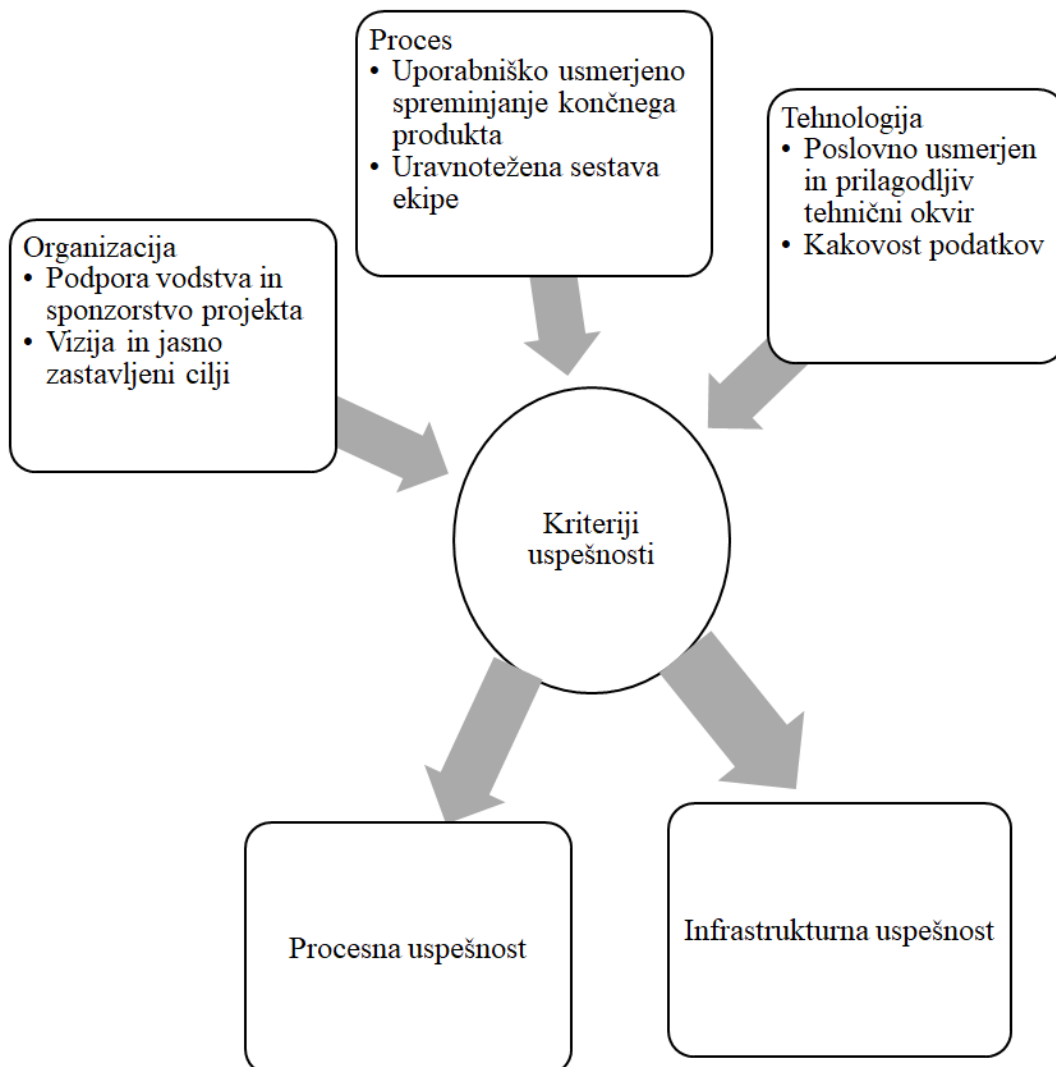 Organizacija
• Podpora vodstva in
sponzorstvo projekta
• Vizija in jasno
zastavljeni cilji
Proces
• Uporabniško usmerjeno
spreminjanje končnega
produkta
• Uravnotežena sestava
ekipe
Tehnologija
• Poslovno usmerjen
in prilagodljiv
tehnični okvir
• Kakovost podatkov
Kriteriji
uspešnosti
Procesna uspešnost
Infrastrukturna uspešnost